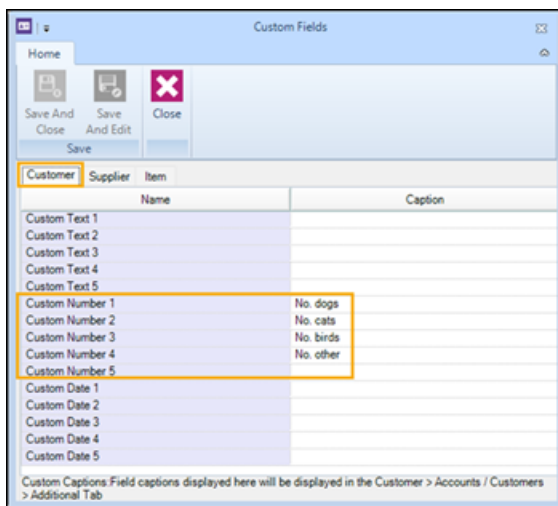 Custom Fields
Home
Save And Close
Save And Edit
Close
Save
Customer Supplier Item
Name Caption
Custom Text 1
Custom Text 2
Custom Text 3
Custom Text 4
Custom Text 5
Custom Number 1 No. dogs
Custom Number 2 No. cats
Custom Number 3 No. birds
Custom Number 4 No. other
Custom Number 5
Custom Date 1
Custom Date 2
Custom Date 3
Custom Date 4
Custom Date 5
Custom Captions:Field captions displayed here will be displayed in the Customer > Accounts / Customers
> Additional Tab